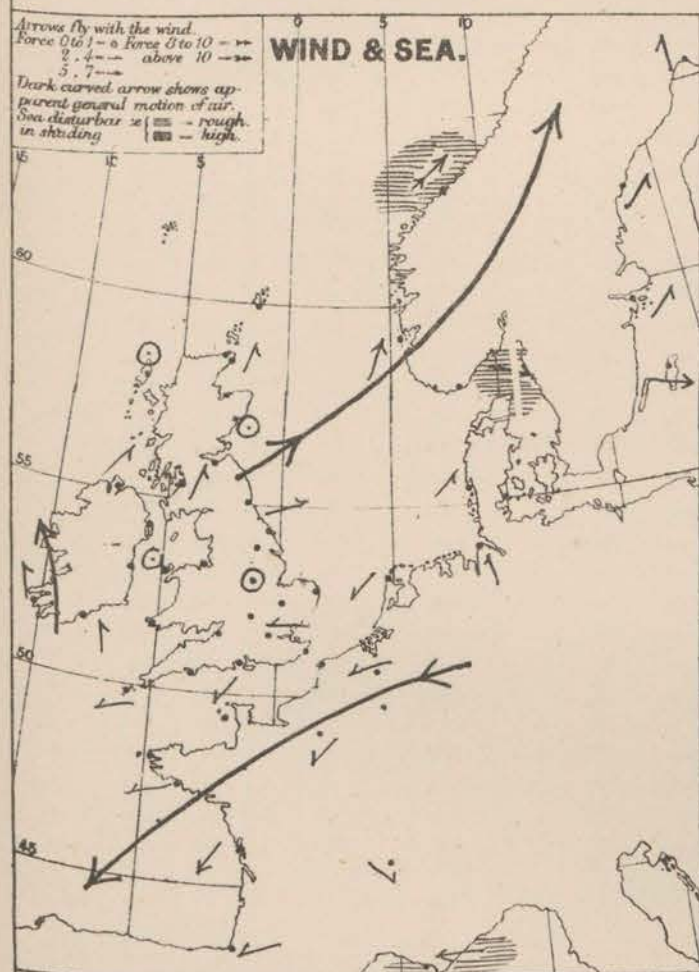 Arrows fly with the wind.
Force 0 to 1 – o Force 8 to 10 –
2 . 4 – above 10 –
5 . 7 –
WIND & SEA.
Dark curved arrow shows ap-
parent general motion of air.
Sea disturbance – rough.
in shading – high.
15
5
0
5
10
60
55
50
45